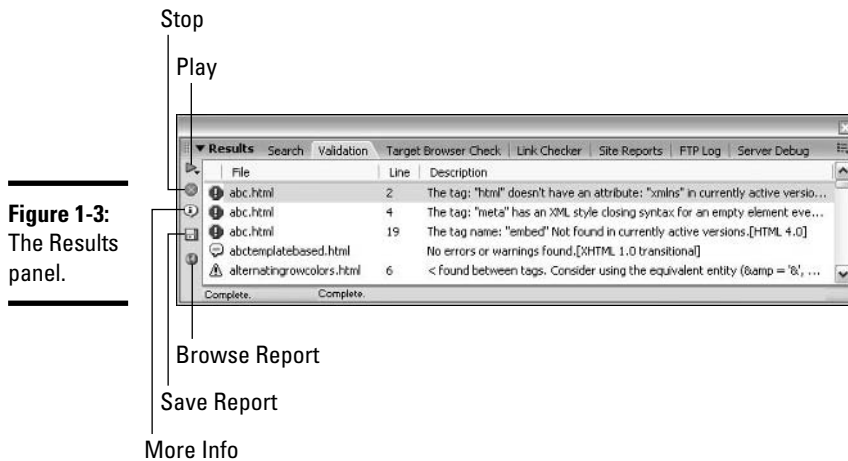 Stop
Play
Results Search Validation Target Browser Check Link Checker Site Reports FTP Log Server Debug
File Line Description
abc.html 2 The tag: "html" doesn't have an attribute: "xmlns" in currently active versio...
abc.html 4 The tag: "meta" has an XML style closing syntax for an empty element eve...
abc.html 19 The tag name: "embed" Not found in currently active versions.[HTML 4.0]
abctemplatebased.html No errors or warnings found.[XHTML 1.0 transitional]
alternatingrowcolors.html 6 < found between tags. Consider using the equivalent entity (&amp = '&', ...
Complete. Complete.
Figure 1-3:
The Results
panel.
Browse Report
Save Report
More Info